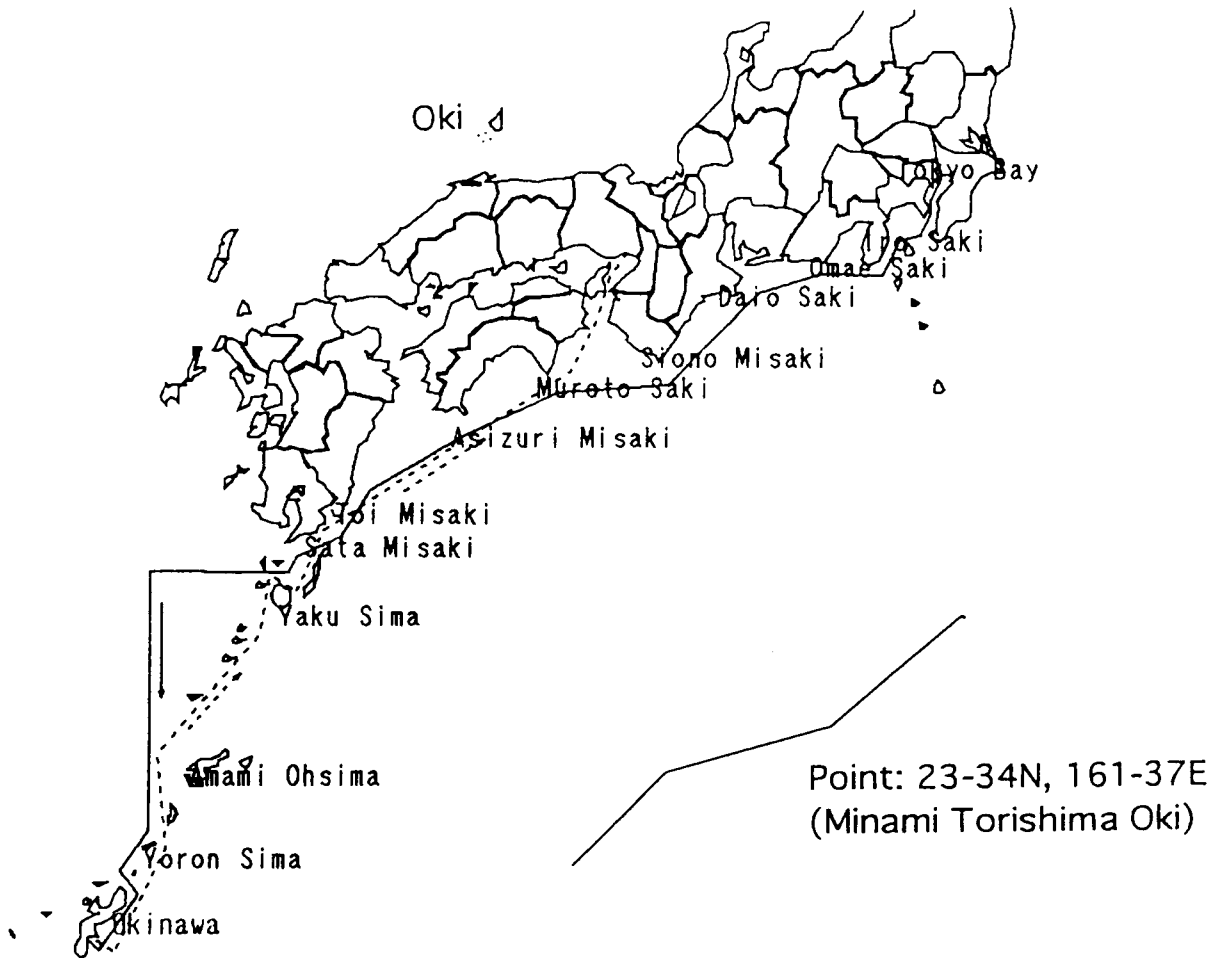 Oki
Tokyo Bay
Iro Saki
Omae Saki
Daio Saki
Siono Misaki
Muroto Saki
Asizuri Misaki
Toi Misaki
Sata Misaki
Yaku Sima
Amami Ohsima
Point: 23-34N, 161-37E
(Minami Torishima Oki)
Yoron Sima
Okinawa